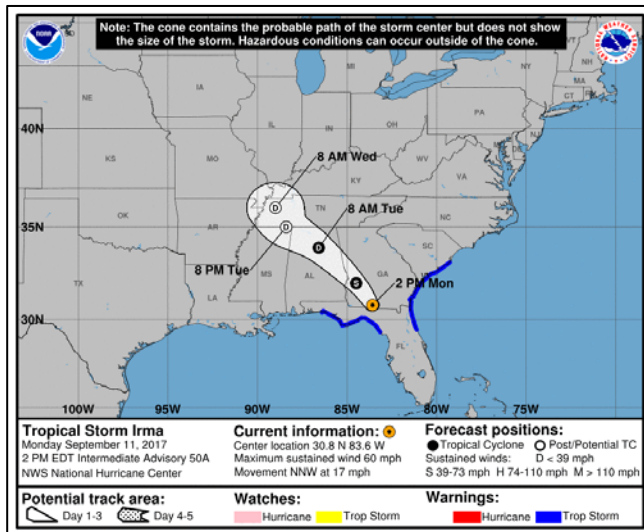 Note: The cone contains the probable path of the storm center but does not show
the size of the storm. Hazardous conditions can occur outside of the cone.
NOAA
MI
NY
NH
MA
CT
RI
NE
IA
PA
NJ
40N
IL
IN
OH
KS
MO
8 AM Wed
WV
VA
KY
TN
8 AM Tue
NC
OK
35N
AR
SC
8 PM Tue
MS
AL
GA
2 PM Mon
TX
LA
30N
FL
D
D
D
S
100W
95W
90W
85W
80W
75W
Tropical Storm Irma
Monday September 11, 2017
2 PM EDT Intermediate Advisory 50A
NWS National Hurricane Center
Current information:
Center location 30.8 N 83.6 W
Maximum sustained wind 60 mph
Movement NNW at 17 mph
Forecast positions:
Tropical Cyclone Post/Potential TC
Sustained winds: D < 39 mph
S 39-73 mph H 74-110 mph M > 110 mph
Potential track area:
Day 1-3 Day 4-5
Watches:
Hurricane Trop Storm
Warnings:
Hurricane Trop Storm